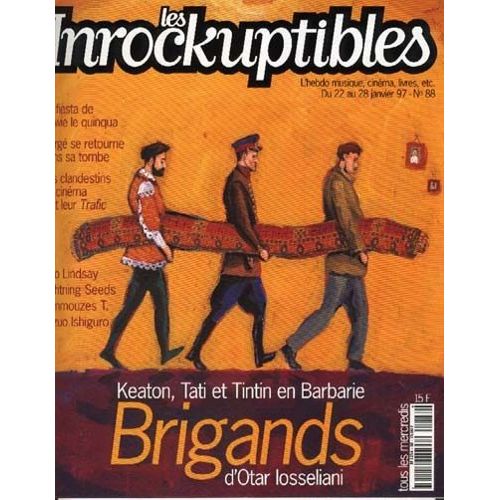 les
Inrockuptibles
L'hebdo musique, cinéma, livres, etc.
Du 22 au 28 janvier 97 - N° 88
fiesta de
wie le quinqua
rgé se retourne
ns sa tombe
s clandestins
cinéma
t leur Trafic
o Lindsay
htning Seeds
nmouzes T.
zuo Ishiguro
Keaton, Tati et Tintin en Barbarie
Brigands
d'Otar Iosseliani
15 F
tous les mercredis